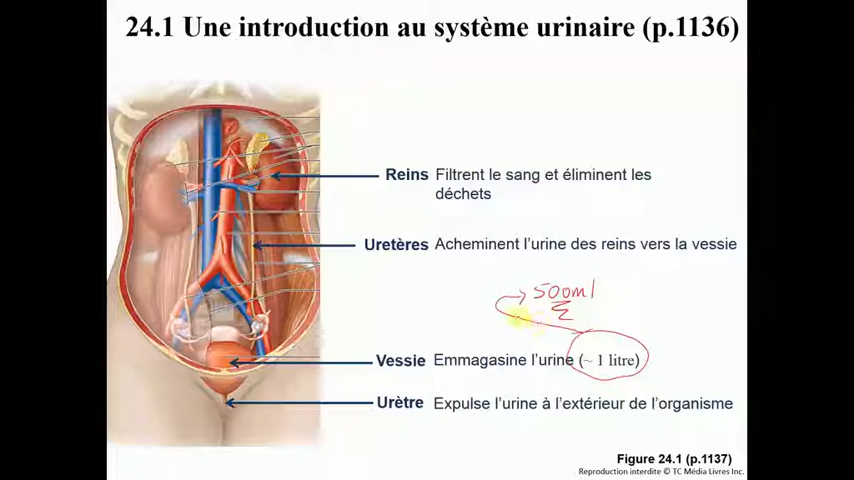 24.1 Une introduction au système urinaire (p.1136)
Reins Filtrent le sang et éliminent les
déchets
Uretères Acheminent l'urine des reins vers la vessie
500ml
Vessie Emmagasine l'urine (~ 1 litre)
Urètre Expulse l'urine à l'extérieur de l'organisme
Figure 24.1 (p.1137)
Reproduction interdite © TC Média Livres Inc.